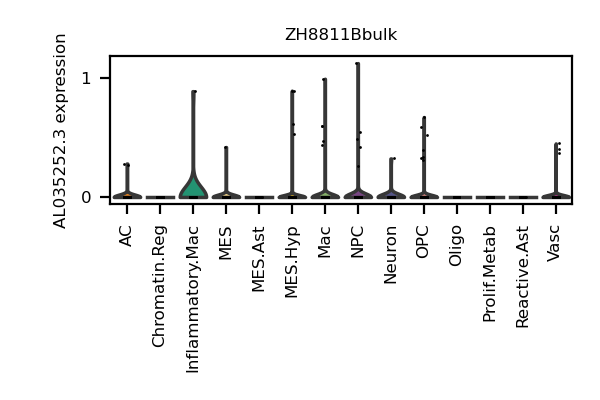 ZH8811Bbulk
AL035252.3 expression
1
0
AC
Chromatin.Reg
Inflammatory.Mac
MES
MES.Ast
MES.Hyp
Mac
NPC
Neuron
OPC
Oligo
Prolif.Metab
Reactive.Ast
Vasc